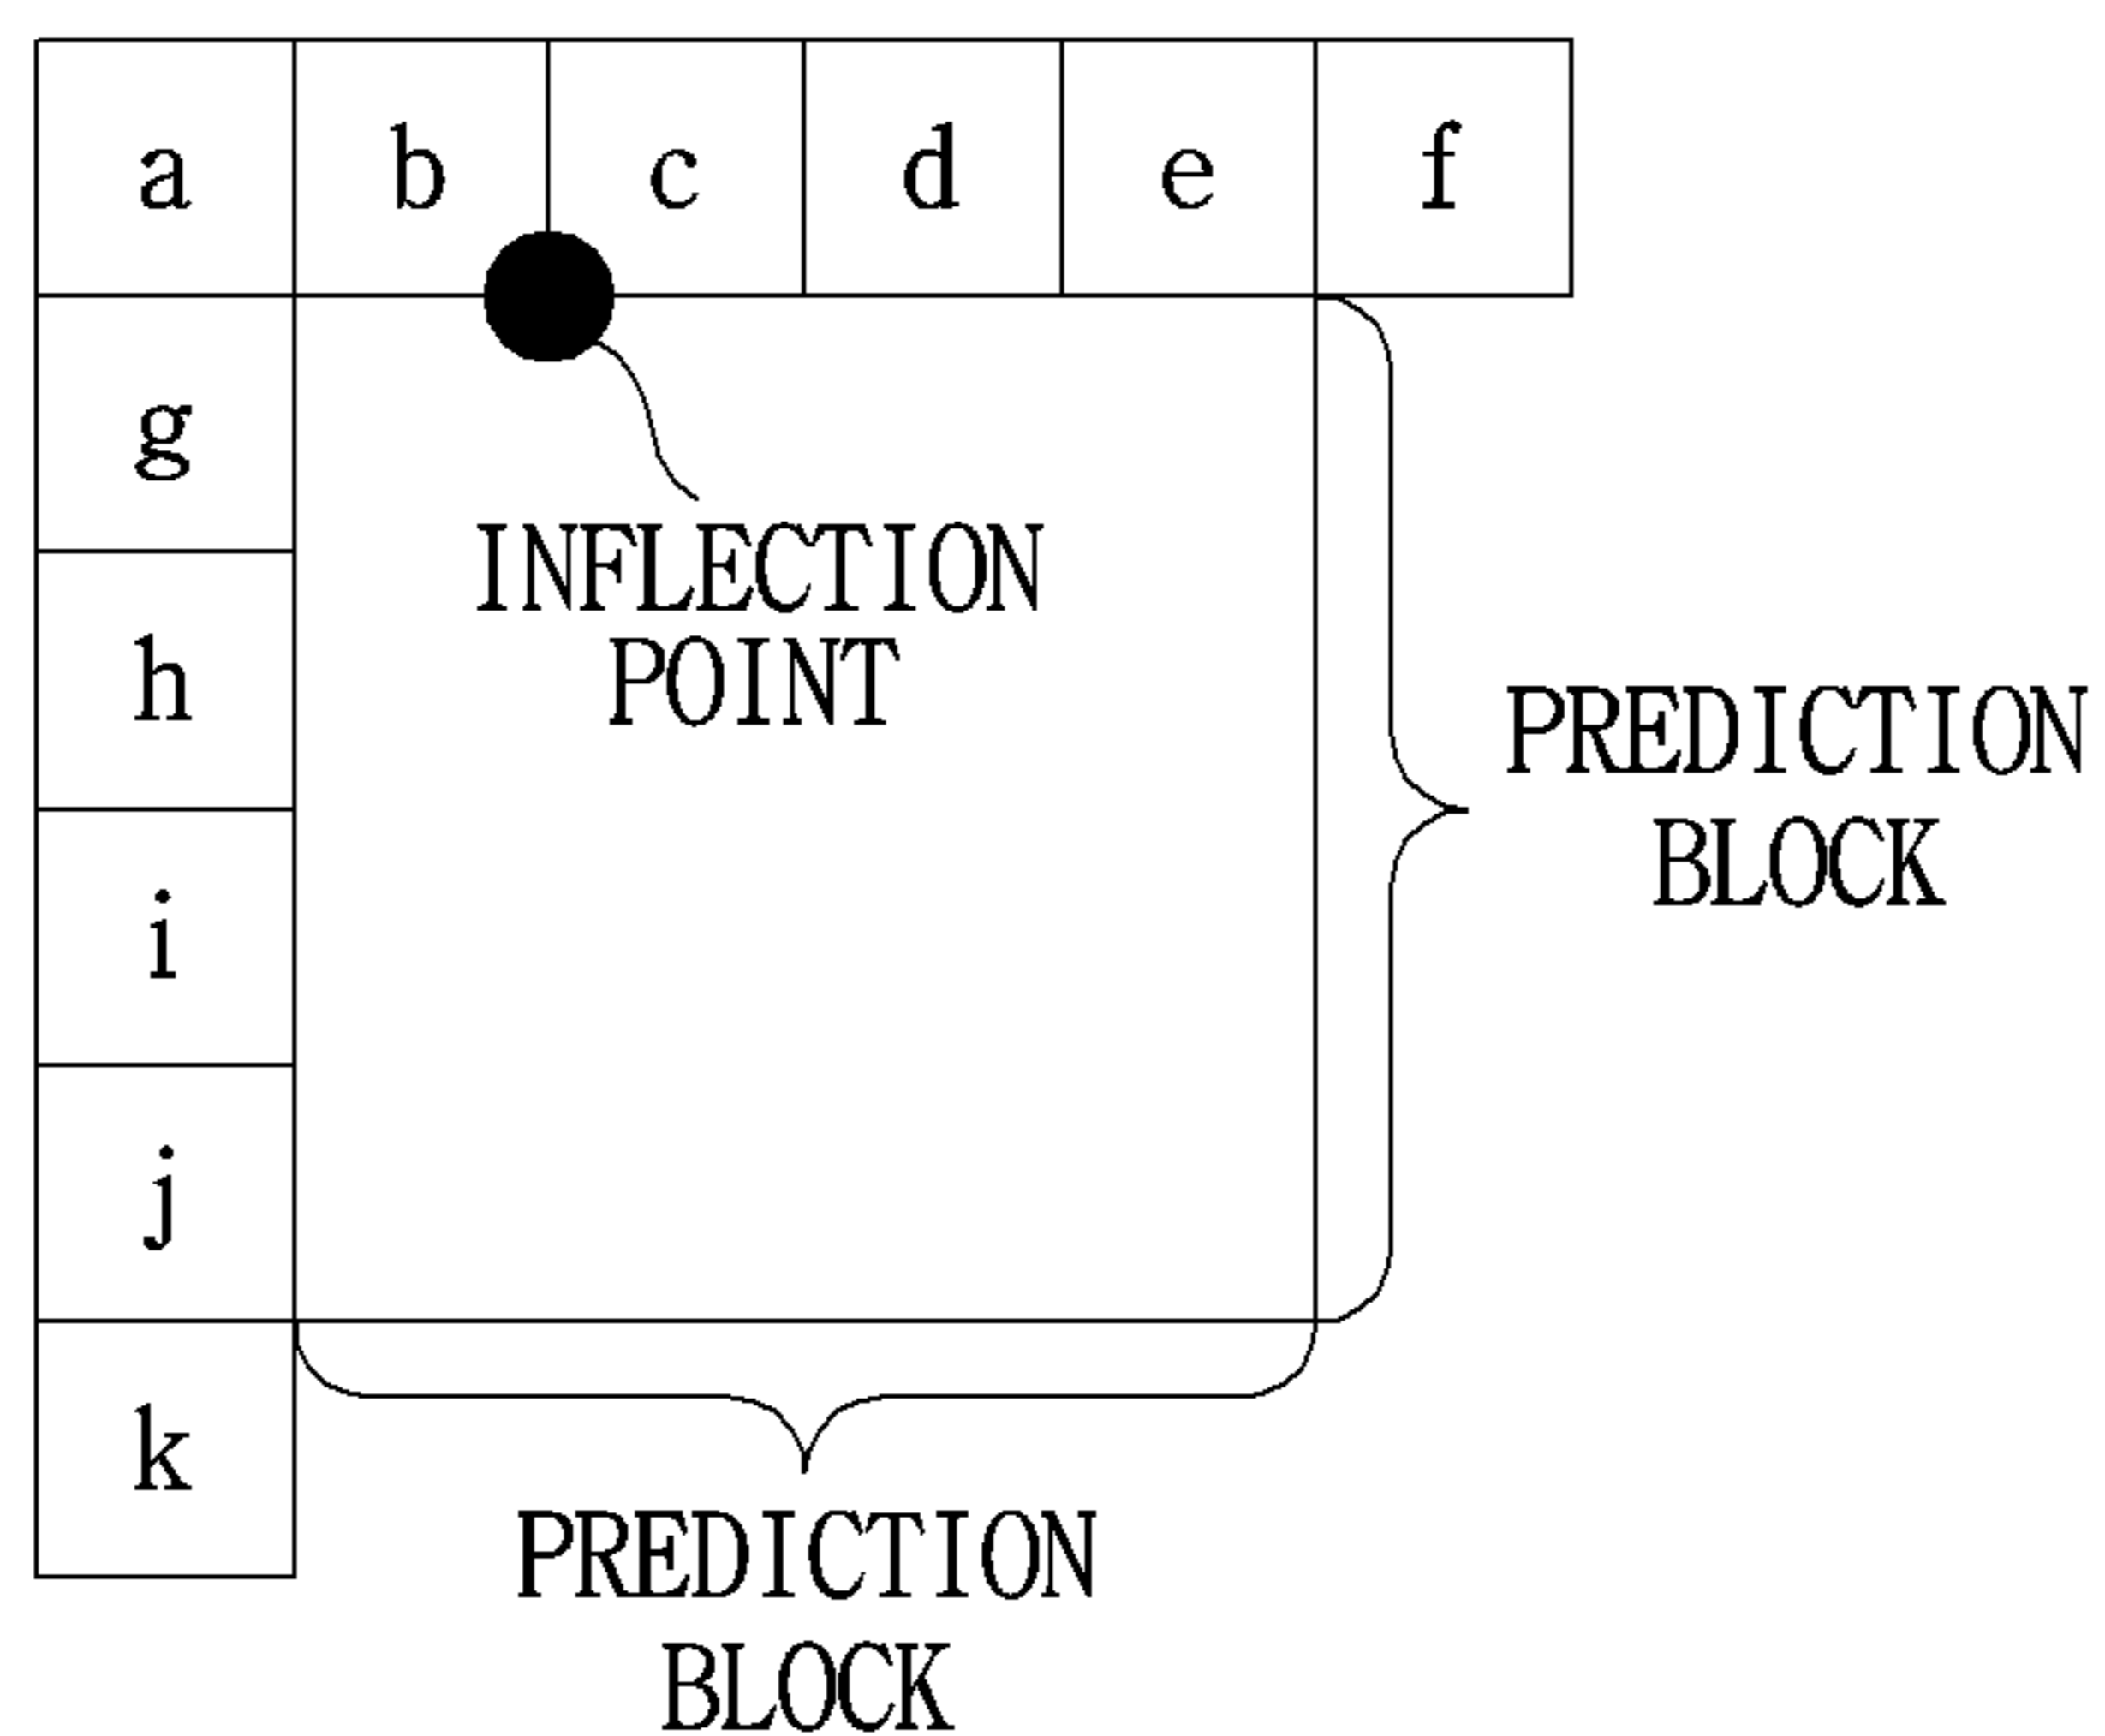 a b c d e f
g
INFLECTION
POINT
h
PREDICTION
BLOCK
i
j
k
PREDICTION
BLOCK